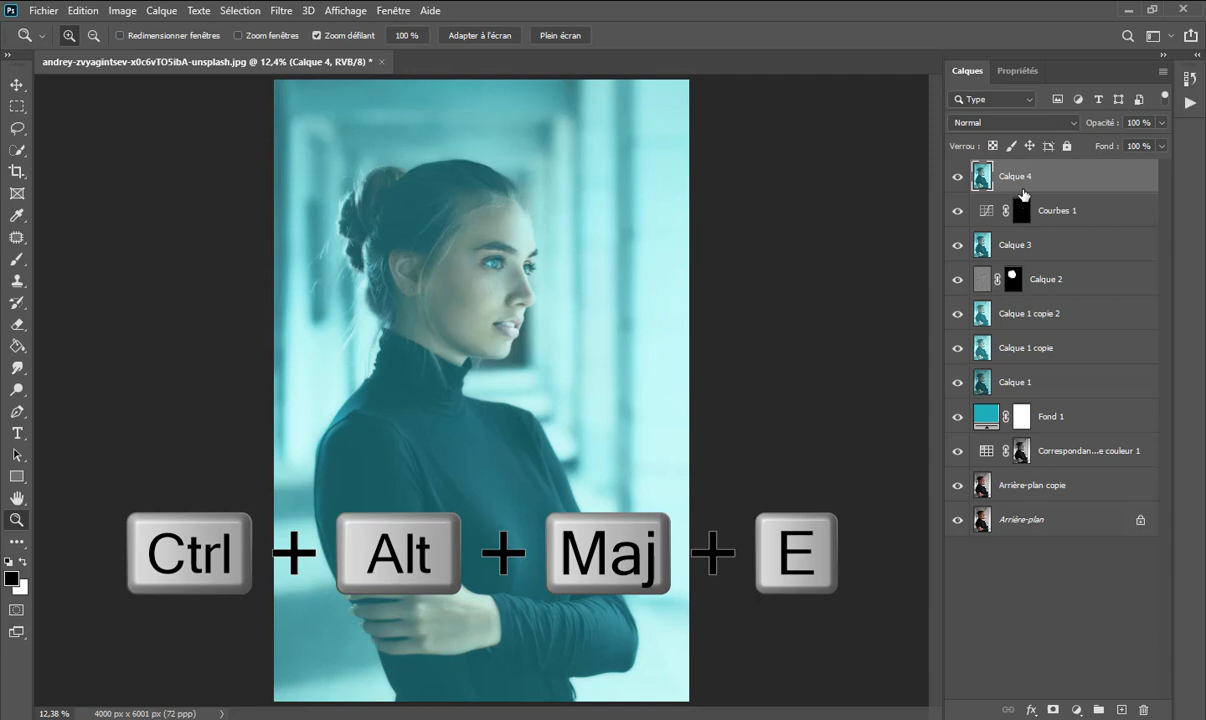 Ps Fichier Edition Image Calque Texte Sélection Filtre 3D Affichage Fenêtre Aide
Redimensionner fenêtres Zoom fenêtres Zoom défilant 100 % Adapter à l'écran Plein écran
andrey-zvyagintsev-x0c6vTO5ibA-unsplash.jpg @ 12,4% (Calque 4, RVB/8) *
Calques Propriétés
Type
Normal Opacité : 100 %
Verrou : Fond : 100 %
Calque 4
Courbes 1
Calque 3
Calque 2
Calque 1 copie 2
Calque 1 copie
Calque 1
Fond 1
Correspondan...e couleur 1
Arrière-plan copie
Arrière-plan
Ctrl + Alt + Maj + E
12,38 % 4000 px x 6001 px (72 ppp)